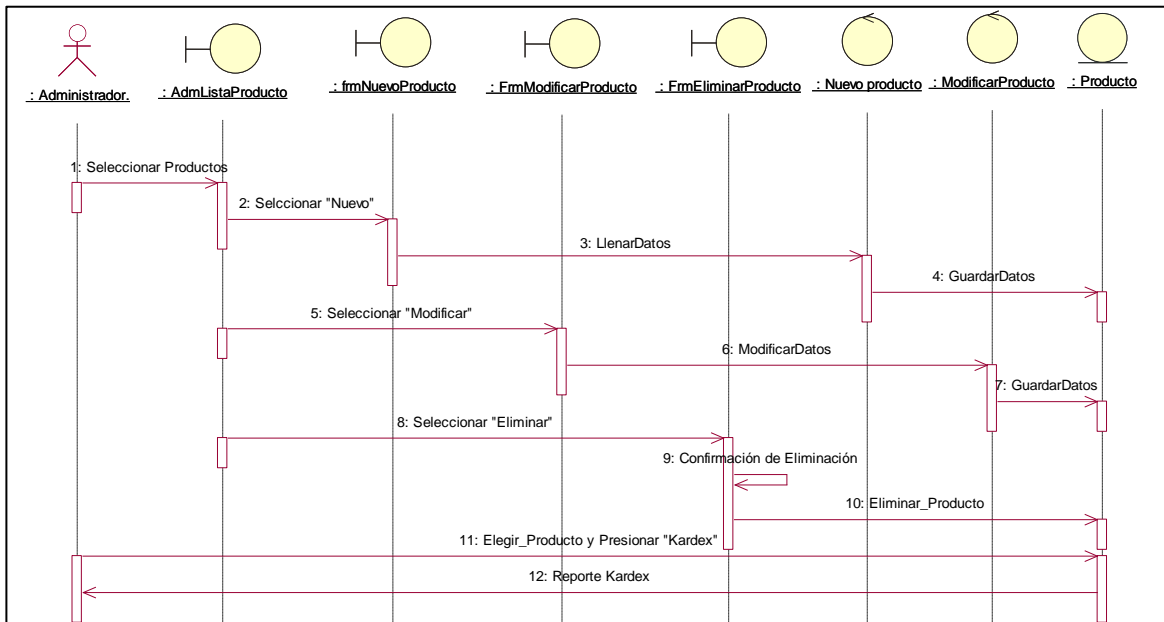 : Administrador.
: AdmListaProducto
: frmNuevoProducto
: FrmModificarProducto
: FrmEliminarProducto
: Nuevo producto
: ModificarProducto
: Producto
1: Seleccionar Productos
2: Selccionar "Nuevo"
3: LlenarDatos
4: GuardarDatos
5: Seleccionar "Modificar"
6: ModificarDatos
7: GuardarDatos
8: Seleccionar "Eliminar"
9: Confirmación de Eliminación
10: Eliminar_Producto
11: Elegir_Producto y Presionar "Kardex"
12: Reporte Kardex